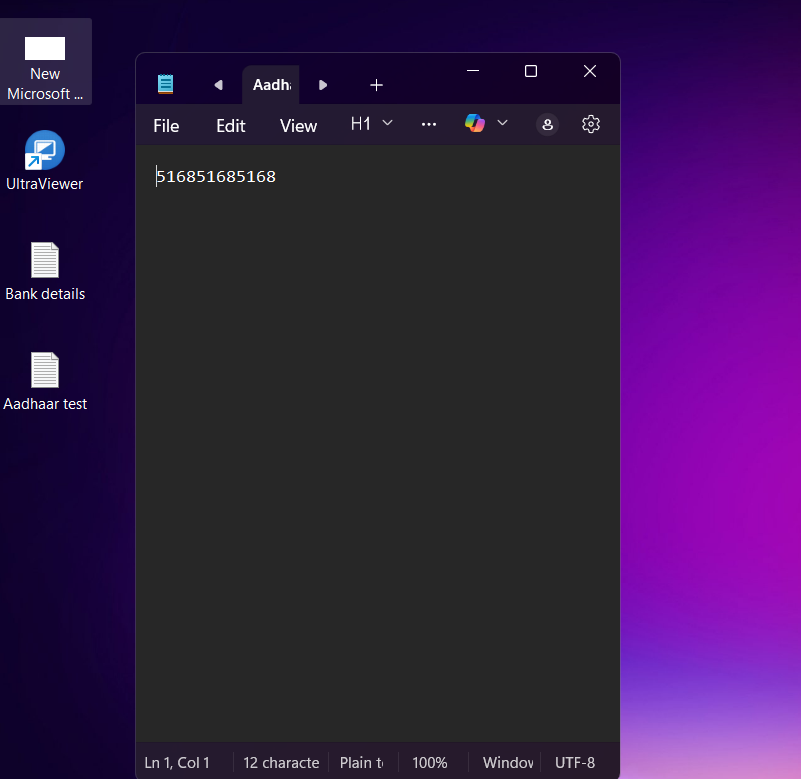 New
Microsoft ...
UltraViewer
Bank details
Aadhaar test
Aadh
File Edit View H1 ...
516851685168
Ln 1, Col 1 12 characte Plain t 100% Window UTF-8